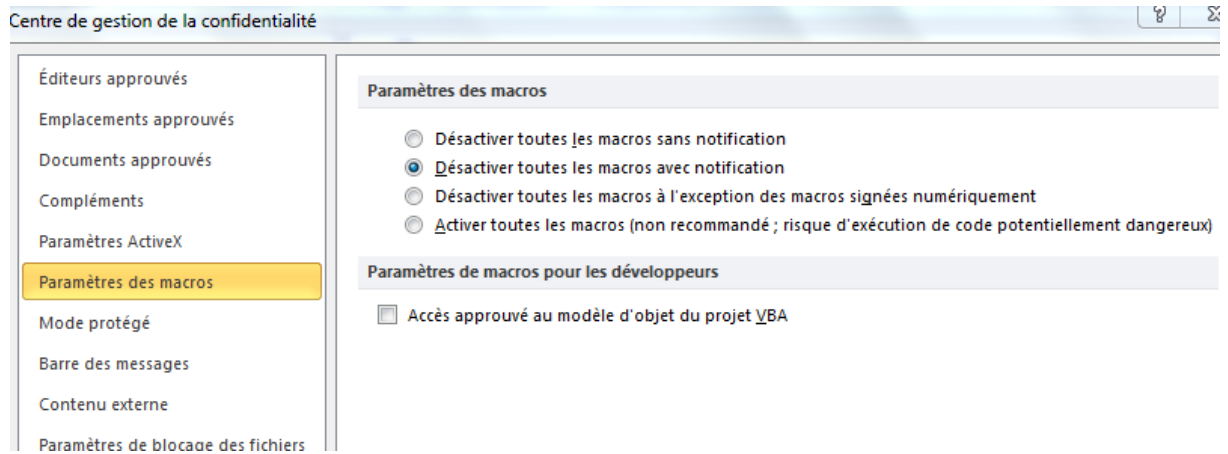 Centre de gestion de la confidentialité
Éditeurs approuvés
Emplacements approuvés
Documents approuvés
Compléments
Paramètres ActiveX
Paramètres des macros
Mode protégé
Barre des messages
Contenu externe
Paramètres de blocage des fichiers
Paramètres des macros
Désactiver toutes les macros sans notification
Désactiver toutes les macros avec notification
Désactiver toutes les macros à l'exception des macros signées numériquement
Activer toutes les macros (non recommandé ; risque d'exécution de code potentiellement dangereux)
Paramètres de macros pour les développeurs
Accès approuvé au modèle d'objet du projet VBA